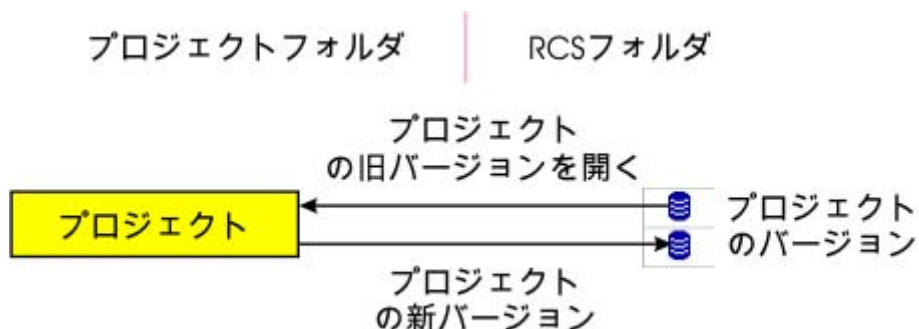 プロジェクトフォルダ
RCSフォルダ
プロジェクト
の旧バージョンを開く
プロジェクト
プロジェクト
のバージョン
プロジェクト
の新バージョン